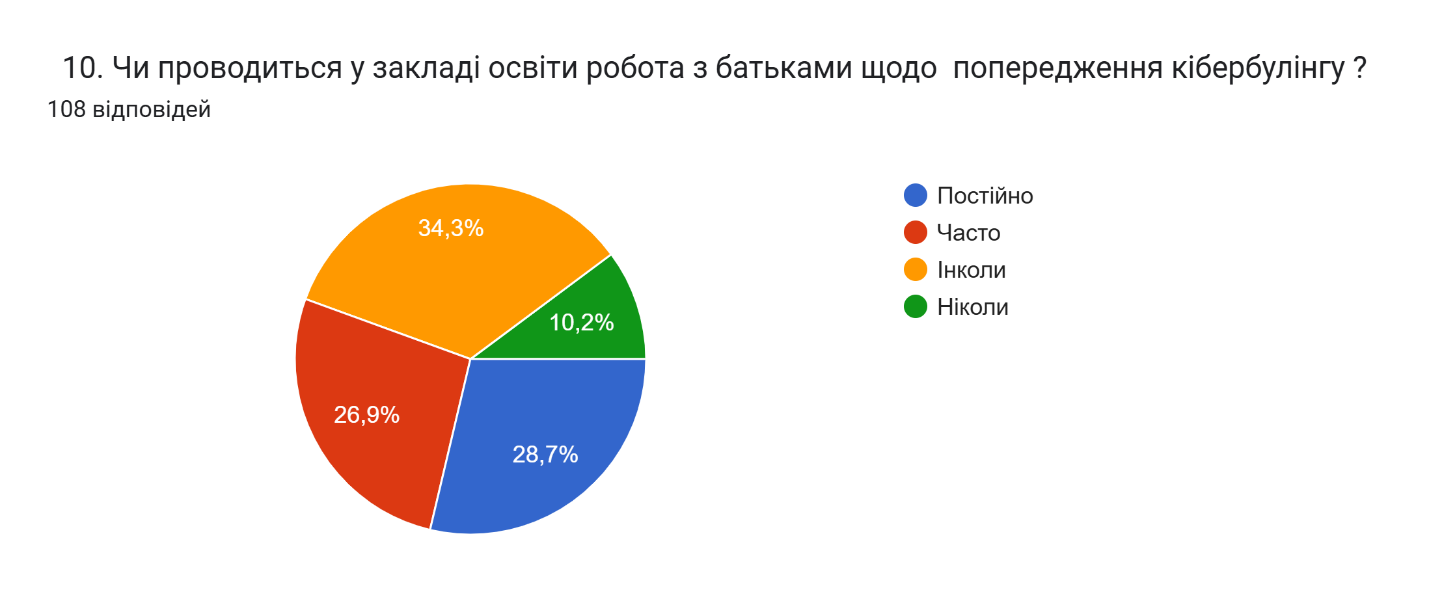 10. Чи проводиться у закладі освіти робота з батьками щодо  попередження кібербулінгу ?
108 відповідей
34,3%
10,2%
26,9%
28,7%
Постійно
Часто
Інколи
Ніколи